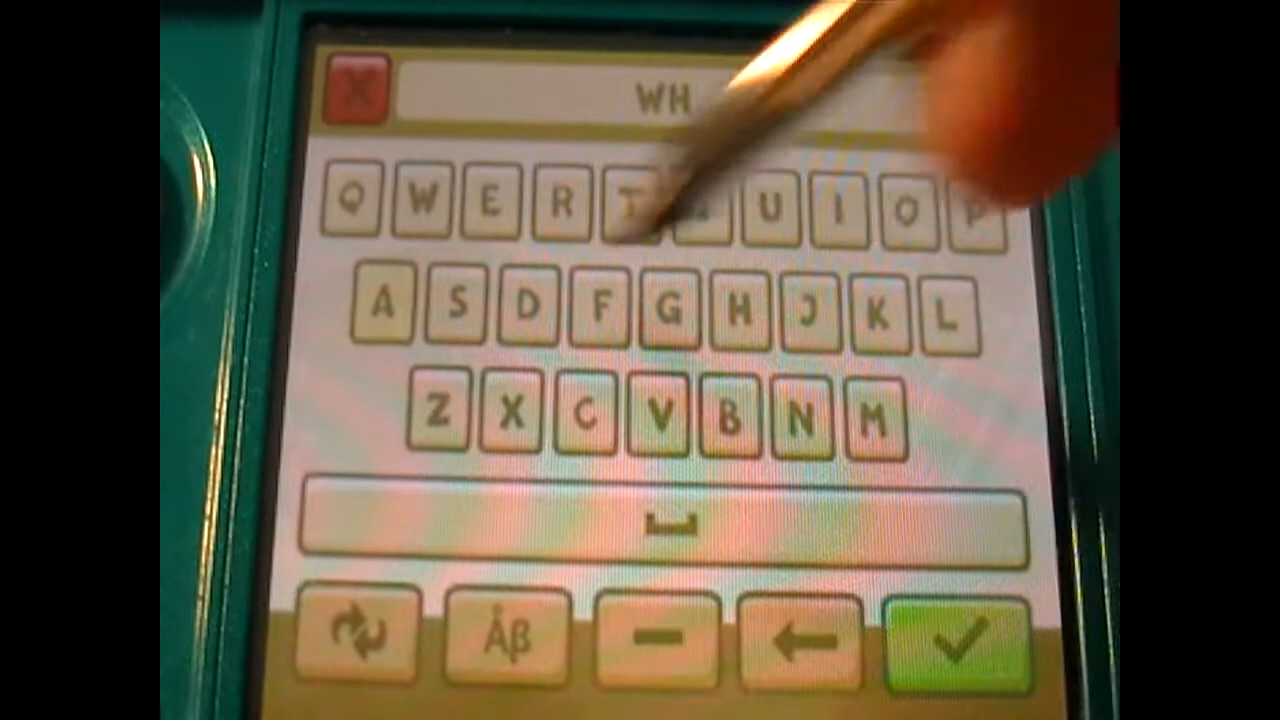 X WH
Q W E R T U I O P
A S D F G H J K L
Z X C V B N M
Åβ